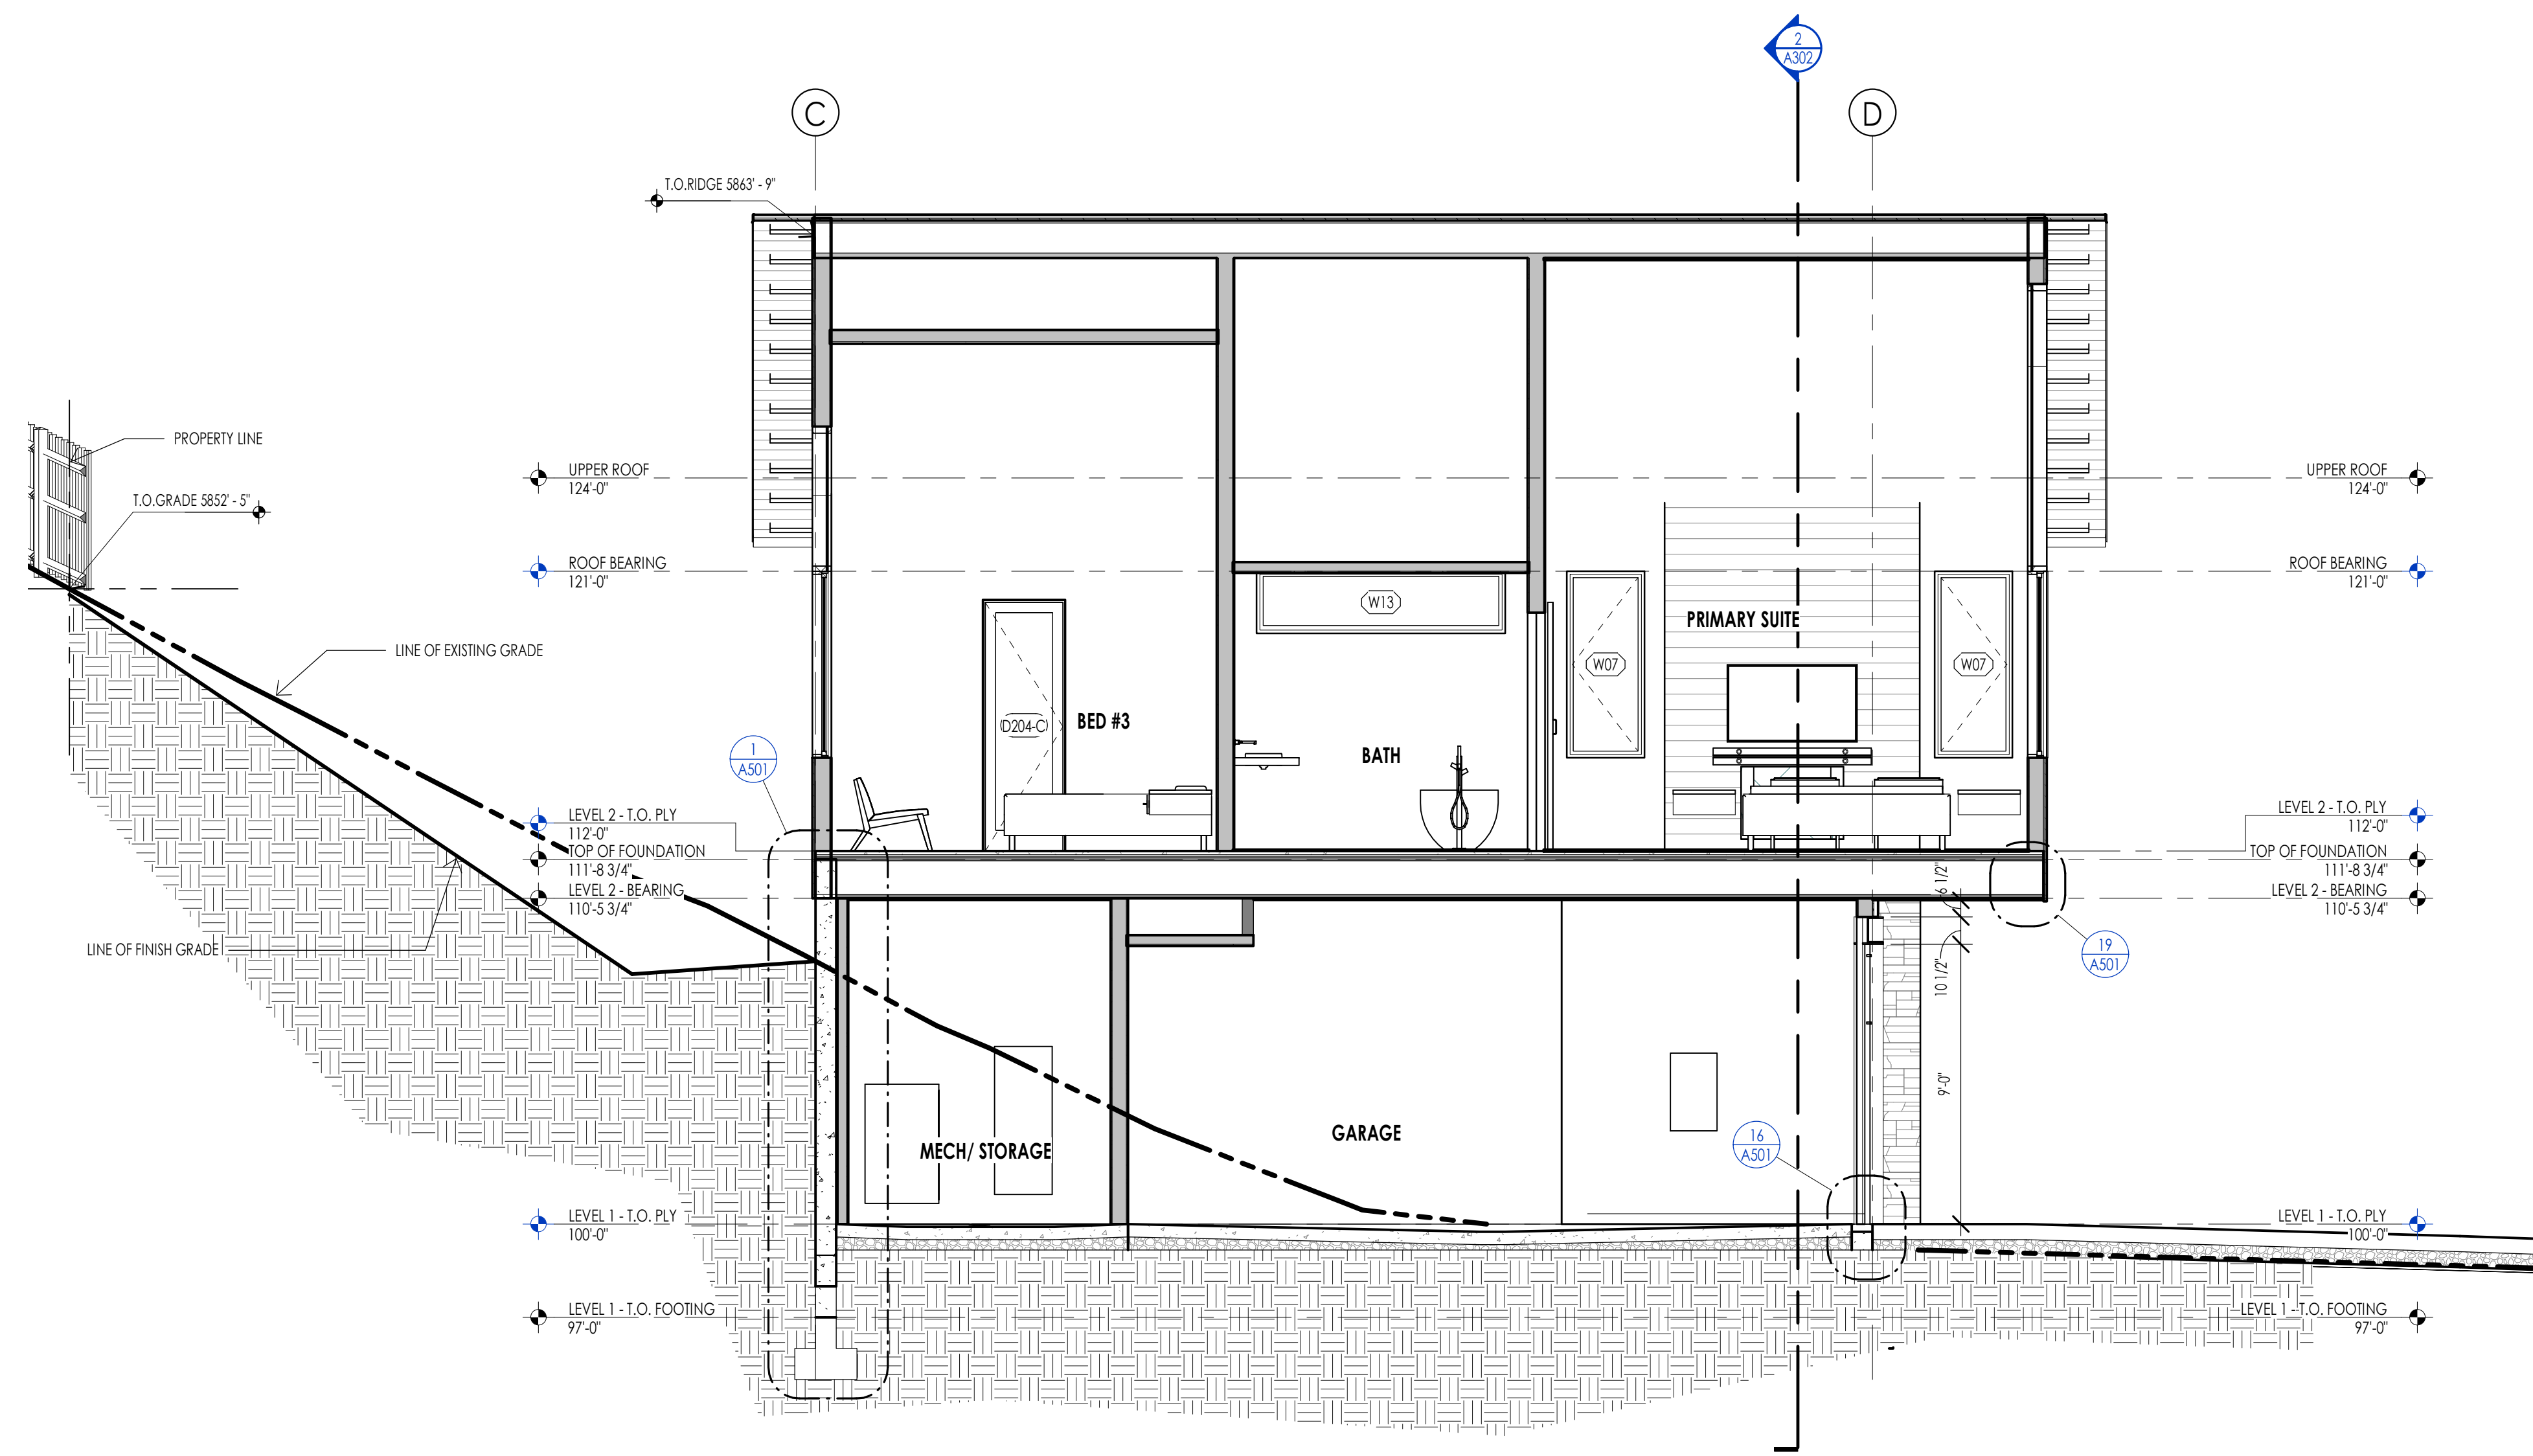 2
A302
C
D
T.O.RIDGE 5863' - 9"
PROPERTY LINE
T.O.GRADE 5852' - 5"
UPPER ROOF
124'-0"
UPPER ROOF
124'-0"
ROOF BEARING
121'-0"
ROOF BEARING
121'-0"
W13
PRIMARY SUITE
LINE OF EXISTING GRADE
W07
W07
D204-C
BED #3
BATH
1
A501
LEVEL 2 - T.O. PLY
112'-0"
LEVEL 2 - T.O. PLY
112'-0"
TOP OF FOUNDATION
111'-8 3/4"
TOP OF FOUNDATION
111'-8 3/4"
LEVEL 2 - BEARING
110'-5 3/4"
6 1/2"
LEVEL 2 - BEARING
110'-5 3/4"
LINE OF FINISH GRADE
19
A501
10 1/2"
9'-0"
GARAGE
MECH/ STORAGE
16
A501
LEVEL 1 - T.O. PLY
100'-0"
LEVEL 1 - T.O. PLY
100'-0"
LEVEL 1 - T.O. FOOTING
97'-0"
LEVEL 1 - T.O. FOOTING
97'-0"